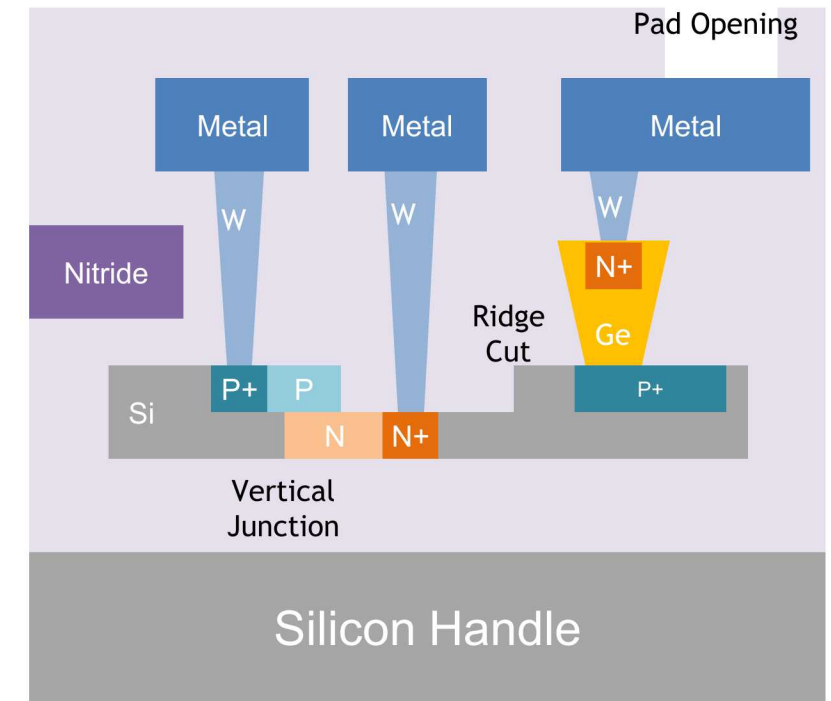 Pad Opening
Metal
Metal
Metal
W
W
W
Nitride
N+
Ridge
Cut
Ge
Si
P+
P
P+
N
N+
Vertical
Junction
Silicon Handle